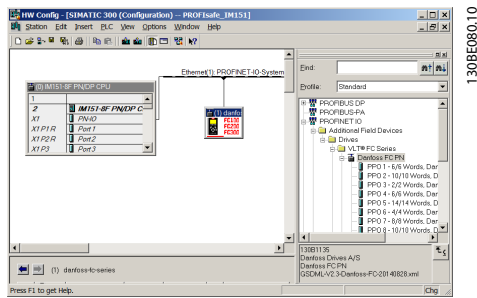 HW Config - [SIMATIC 300 (Configuration) -- PROFIsafe_IM151]
Station Edit Insert PLC View Options Window Help
Ethernet(1): PROFINET-IO-System
(0) IM151-8F PN/DP CPU
1
2 IM151-8F PN/DP C
X1 PN-IO
X1 P1 R Port 1
X1 P2 R Port 2
X1 P3 Port 3
(1) danfo
FC100
FC200
FC300
Find:
Profile: Standard
PROFIBUS DP
PROFIBUS-PA
PROFINET IO
Additional Field Devices
Drives
VLT® FC Series
Danfoss FC PN
PPO 1 - 6/6 Words, Dar
PPO 2 - 10/10 Words, D
PPO 3 - 2/2 Words, Dar
PPO 4 - 6/6 Words, Dar
PPO 5 - 14/14 Words, D
PPO 6 - 4/4 Words, Dar
PPO 7 - 8/8 Words, Dar
PPO 8 - 10/10 Words, D
130B1135
Danfoss Drives A/S
Danfoss FC PN
GSDML-V2.3-Danfoss-FC-20140828.xml
(1) danfoss-fc-series
Press F1 to get Help.
Chg
130BE080.10